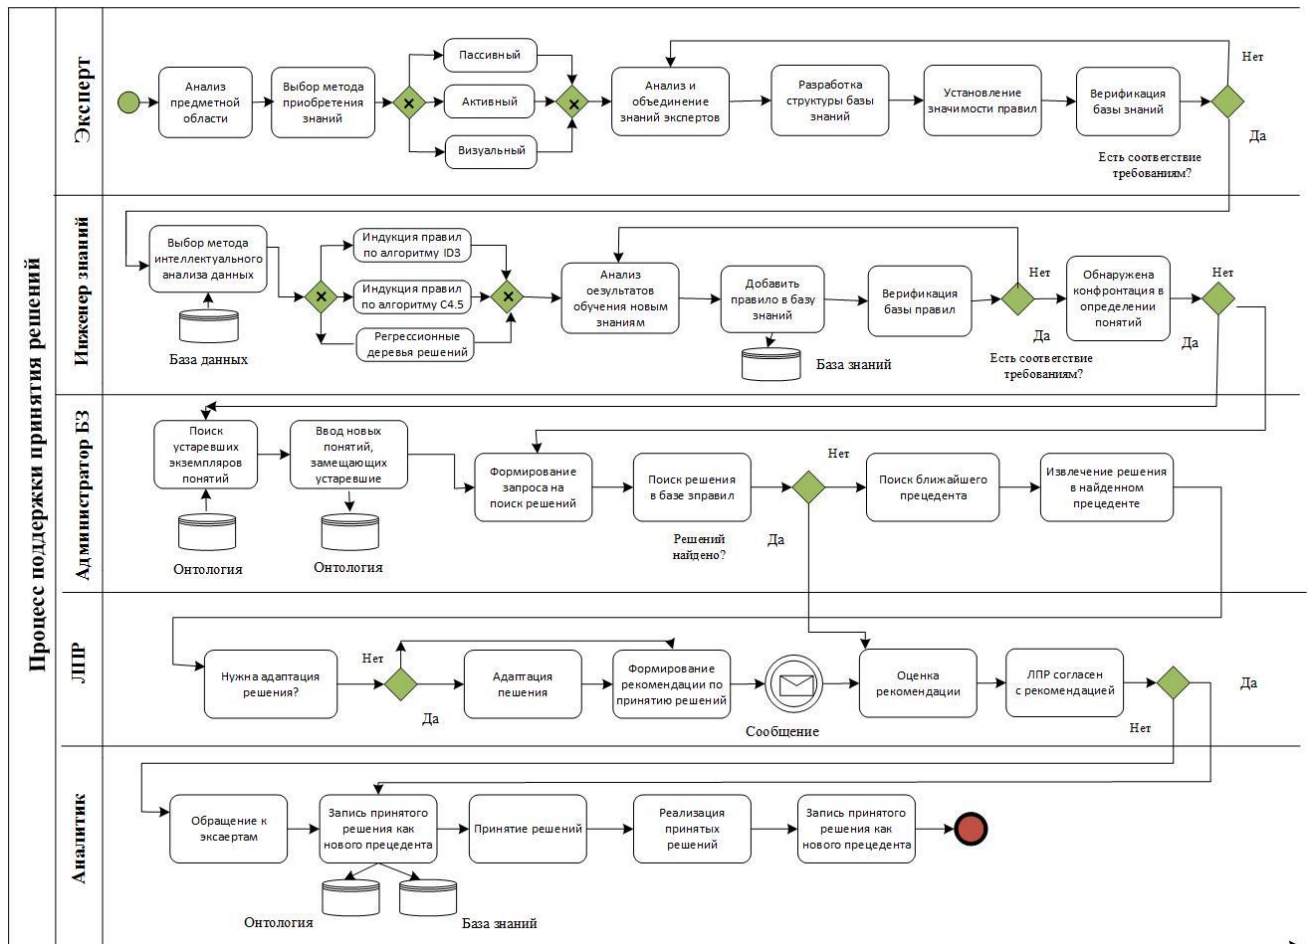 Процесс поддержки принятия решений
Эксперт
Анализ
предметной
области
Выбор метода
приобретения
знаний
Пассивный
Активный
Визуальный
Анализ и
объединение
знаний экспертов
Разработка
структуры базы
знаний
Установление
значимости правил
Верификация
базы знаний
Нет
Да
Есть соответствие
требованиям?
Инженер знаний
Выбор метода
интеллектуального
анализа данных
База данных
Индукция правил
по алгоритму ID3
Индукция правил
по алгоритму C4.5
Регрессионные
деревья решений
Анализ
оезультатов
обучения новым
знаниям
Добавить
правило в базу
знаний
База знаний
Верификация
базы правил
Нет
Да
Есть соответствие
требованиям?
Обнаружена
конфронтация в
определении
понятий
Нет
Да
Администратор БЗ
Поиск
устаревших
экземпляров
понятий
Онтология
Ввод новых
понятий,
замещающих
устаревшие
Онтология
Формирование
запроса на
поиск решений
Поиск решения
в базе зправил
Решений
найдено?
Нет
Да
Поиск ближайшего
прецедента
Извлечение решения
в найденном
прецеденте
ЛПР
Нужна адаптация
решения?
Нет
Да
Адаптация
пешения
Формирование
рекомендации по
принятию решений
Сообщение
Оценка
рекомендации
ЛПР согласен
с рекомендацией
Да
Нет
Аналитик
Обращение к
эксаертам
Запись принятого
решения как
нового прецедента
Онтология
База знаний
Принятие решений
Реализация
принятых
решений
Запись принятого
решения как
нового прецедента